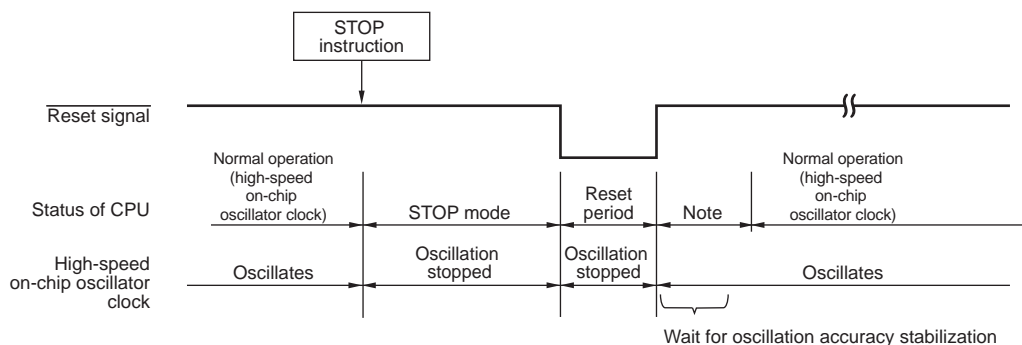 STOP
instruction
Reset signal
Normal operation
(high-speed
on-chip
oscillator clock)
Normal operation
(high-speed
on-chip
oscillator clock)
Status of CPU
STOP mode
Reset
period
Note
High-speed
on-chip oscillator
clock
Oscillates
Oscillation
stopped
Oscillation
stopped
Oscillates
Wait for oscillation accuracy stabilization